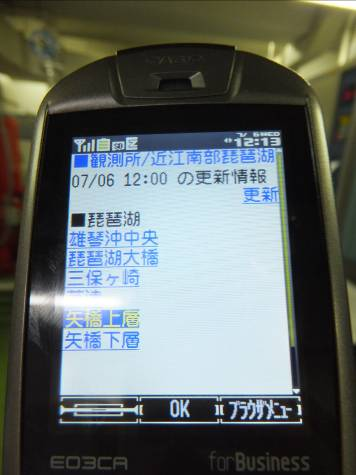 12:13
■観測所/近江南部琵琶湖
07/06 12:00 の更新情報
更新
■琵琶湖
雄琴沖中央
琵琶湖大橋
三保ヶ崎
矢橋上層
矢橋下層
OK
ブラウザメニュー
E03CA
forBusiness